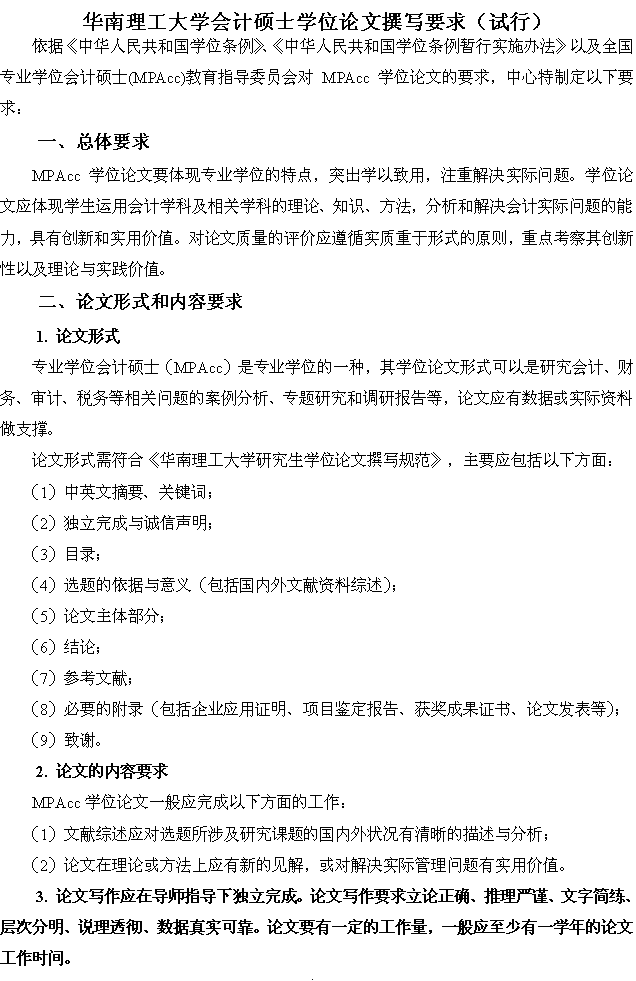 华南理工大学会计硕士学位论文撰写要求（试行）
依据《中华人民共和国学位条例》、《中华人民共和国学位条例暂行实施办法》以及全国
专业学位会计硕士(MPAcc)教育指导委员会对 MPAcc 学位论文的要求，中心特制定以下要
求：
一、总体要求
MPAcc 学位论文要体现专业学位的特点，突出学以致用，注重解决实际问题。学位论
文应体现学生运用会计学科及相关学科的理论、知识、方法，分析和解决会计实际问题的能
力，具有创新和实用价值。对论文质量的评价应遵循实质重于形式的原则，重点考察其创新
性以及理论与实践价值。
二、论文形式和内容要求
1. 论文形式
专业学位会计硕士（MPAcc）是专业学位的一种，其学位论文形式可以是研究会计、财
务、审计、税务等相关问题的案例分析、专题研究和调研报告等，论文应有数据或实际资料
做支撑。
论文形式需符合《华南理工大学研究生学位论文撰写规范》，主要应包括以下方面：
（1）中英文摘要、关键词；
（2）独立完成与诚信声明；
（3）目录；
（4）选题的依据与意义（包括国内外文献资料综述）；
（5）论文主体部分；
（6）结论；
（7）参考文献；
（8）必要的附录（包括企业应用证明、项目鉴定报告、获奖成果证书、论文发表等）；
（9）致谢。
2. 论文的内容要求
MPAcc 学位论文一般应完成以下方面的工作：
（1）文献综述应对选题所涉及研究课题的国内外状况有清晰的描述与分析；
（2）论文在理论或方法上应有新的见解，或对解决实际管理问题有实用价值。
3. 论文写作应在导师指导下独立完成。论文写作要求立论正确、推理严谨、文字简练、
层次分明、说理透彻、数据真实可靠。论文要有一定的工作量，一般应至少有一学年的论文
工作时间。